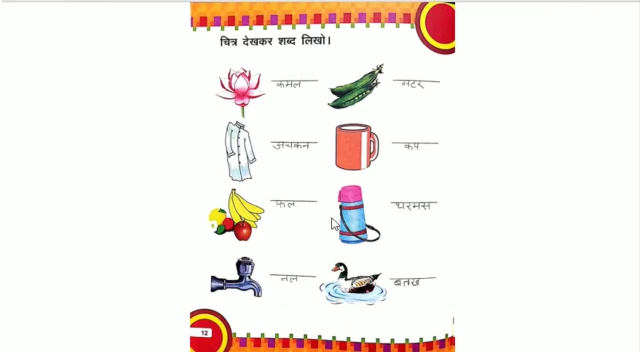 चित्र देखकर शब्द लिखो।
कमल मटर
अचकन कप
फल थरमस
नल बतख
12